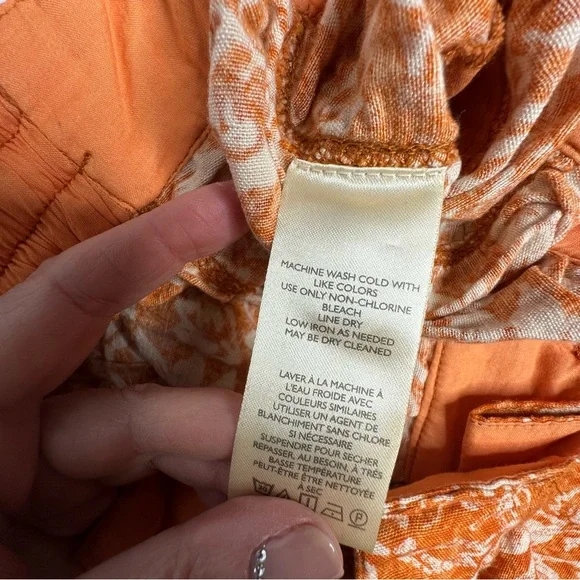 MACHINE WASH COLD WITH
LIKE COLORS
USE ONLY NON-CHLORINE
BLEACH
LINE DRY
LOW IRON AS NEEDED
MAY BE DRY CLEANED
LAVER À LA MACHINE À
L'EAU FROIDE AVEC
COULEURS SIMILAIRES
UTILISER UN AGENT DE
BLANCHIMENT SANS CHLORE
SI NÉCESSAIRE
SUSPENDRE POUR SECHER
REPASSER, AU BESOIN, À TRÈS
BASSE TEMPÉRATURE
PEUT-ÊTRE ÊTRE NETTOYÉE
À SEC
P